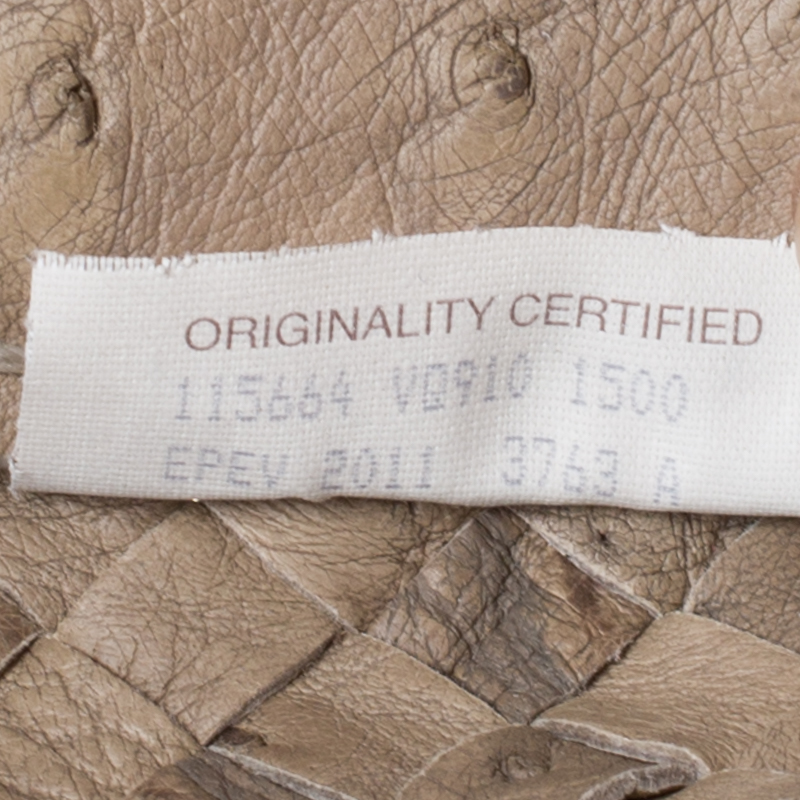 ORIGINALITY CERTIFIED
115664 VQ910 1500
EPEV 2011 3763 A